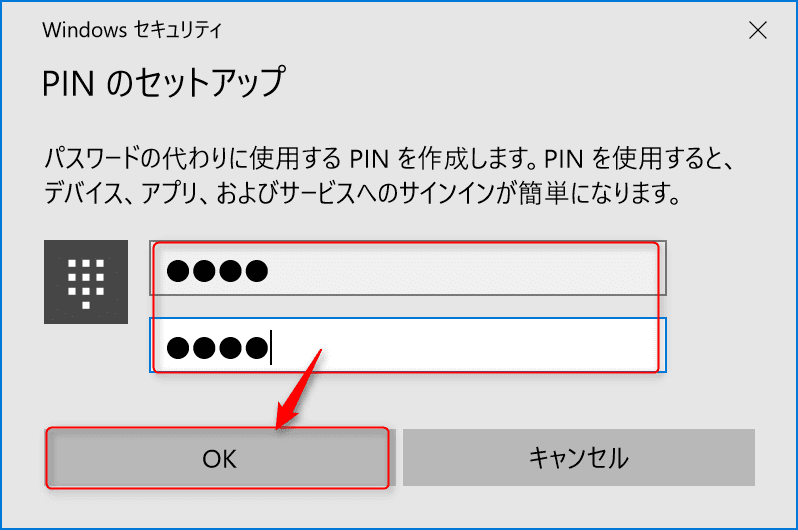 Windows セキュリティ
PIN のセットアップ
パスワードの代わりに使用する PIN を作成します。PIN を使用すると、
デバイス、アプリ、およびサービスへのサインインが簡単になります。
●●●●
●●●●
OK
キャンセル